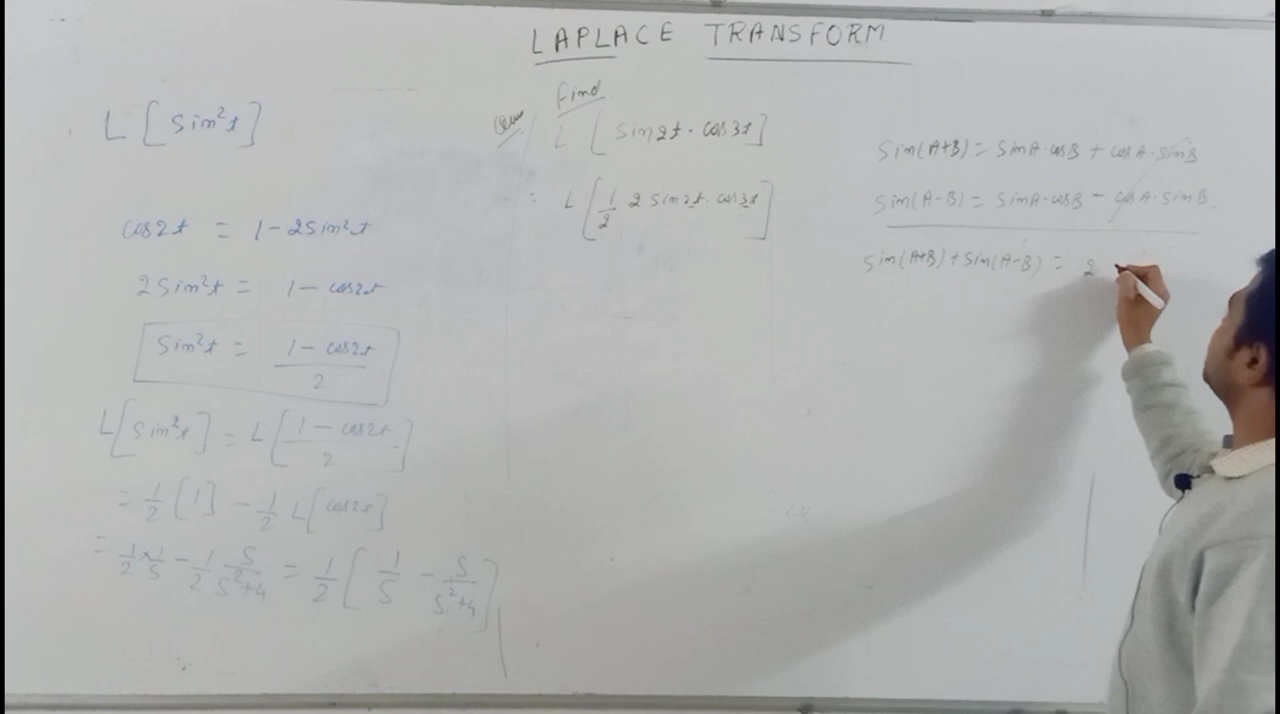 LAPLACE TRANSFORM
L [ Sin²t ]
cos2t = 1 - 2Sin²t
2Sin²t = 1 - cos2t
Sin²t = (1 - cos2t)/2
L[Sin²t] = L[(1 - cos2t)/2]
= 1/2 [1] - 1/2 L[cos2t]
= 1/2 × 1/S - 1/2 S/(S²+4) = 1/2 [ 1/S - S/(S²+4) ]
Find
L [ Sin2t · cos3t ]
= L [ 1/2 2 Sin2t · cos3t ]
Sin(A+B) = SinA·cosB + cosA·SinB
Sin(A-B) = SinA·cosB - cosA·SinB.
Sin(A+B) + Sin(A-B) = 2